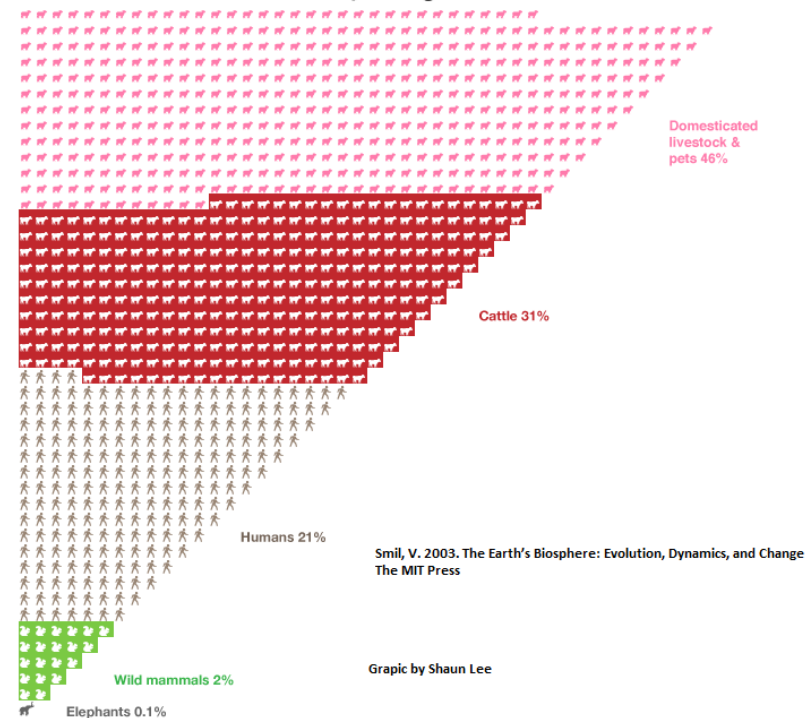 Domesticated
livestock &
pets 46%
Cattle 31%
Humans 21%
Smil, V. 2003. The Earth’s Biosphere: Evolution, Dynamics, and Change
The MIT Press
Grapic by Shaun Lee
Wild mammals 2%
Elephants 0.1%